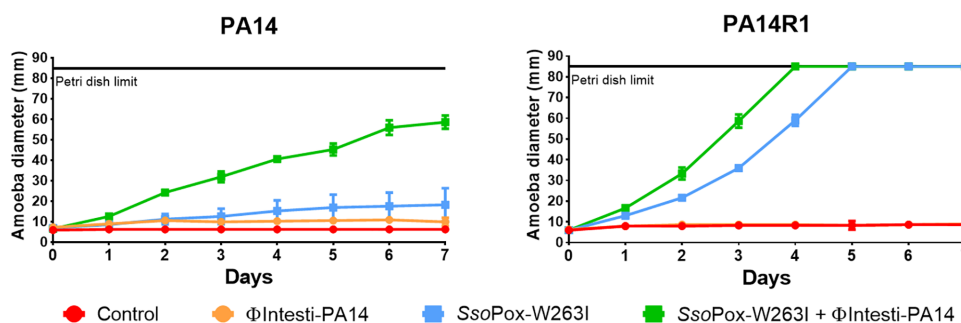 PA14
Amoeba diameter (mm)
90
80
70
60
50
40
30
20
10
0
Petri dish limit
0 1 2 3 4 5 6 7
Days
PA14R1
Amoeba diameter (mm)
90
80
70
60
50
40
30
20
10
0
Petri dish limit
0 1 2 3 4 5 6
Days
Control ΦIntesti-PA14 SsoPox-W263I SsoPox-W263I + ΦIntesti-PA14